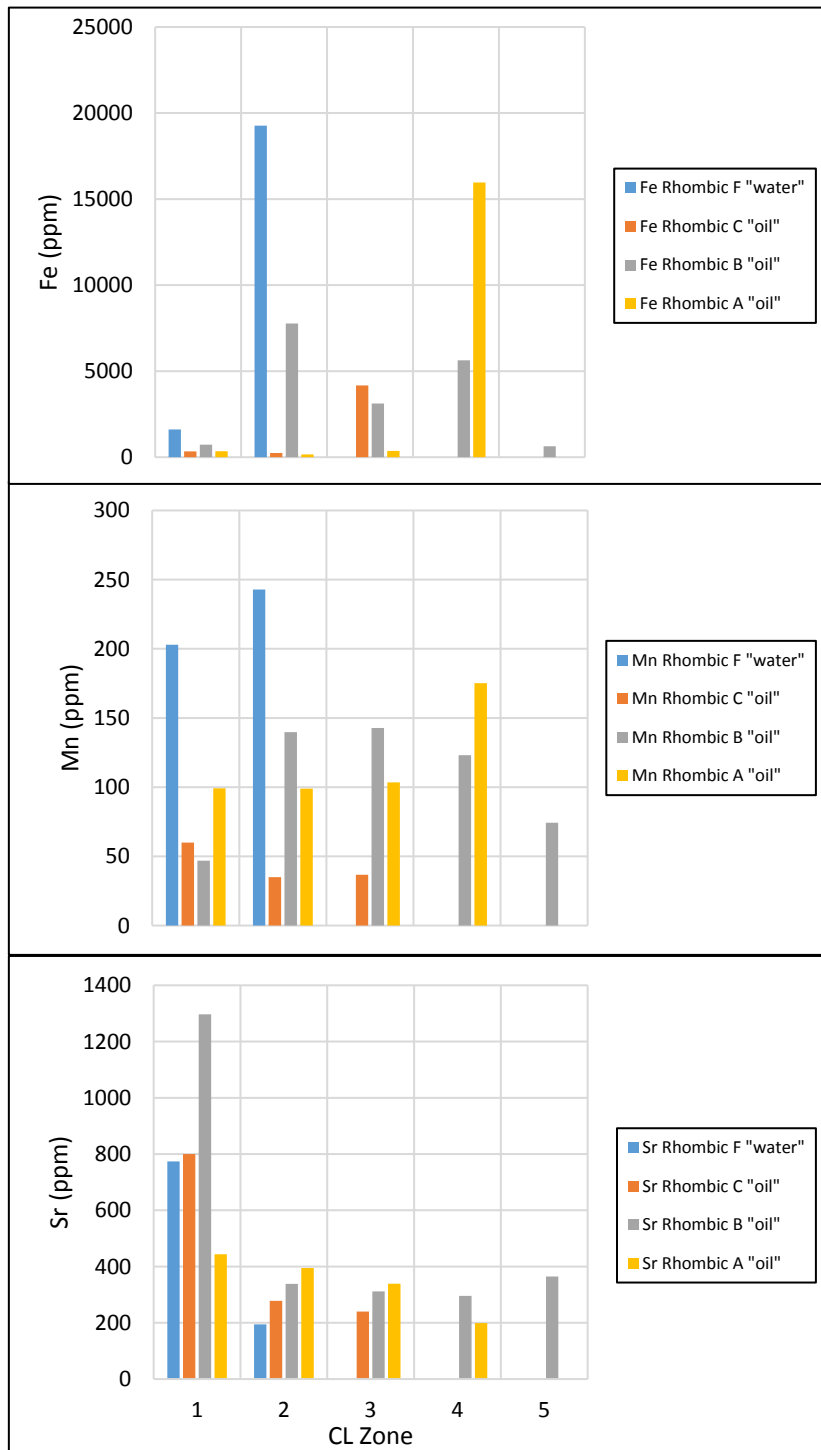 25000
20000
15000
10000
5000
0
Fe (ppm)
Fe Rhombic F "water"
Fe Rhombic C "oil"
Fe Rhombic B "oil"
Fe Rhombic A "oil"
300
250
200
150
100
50
0
Mn (ppm)
Mn Rhombic F "water"
Mn Rhombic C "oil"
Mn Rhombic B "oil"
Mn Rhombic A "oil"
1400
1200
1000
800
600
400
200
0
Sr (ppm)
Sr Rhombic F "water"
Sr Rhombic C "oil"
Sr Rhombic B "oil"
Sr Rhombic A "oil"
1 2 3 4 5
CL Zone